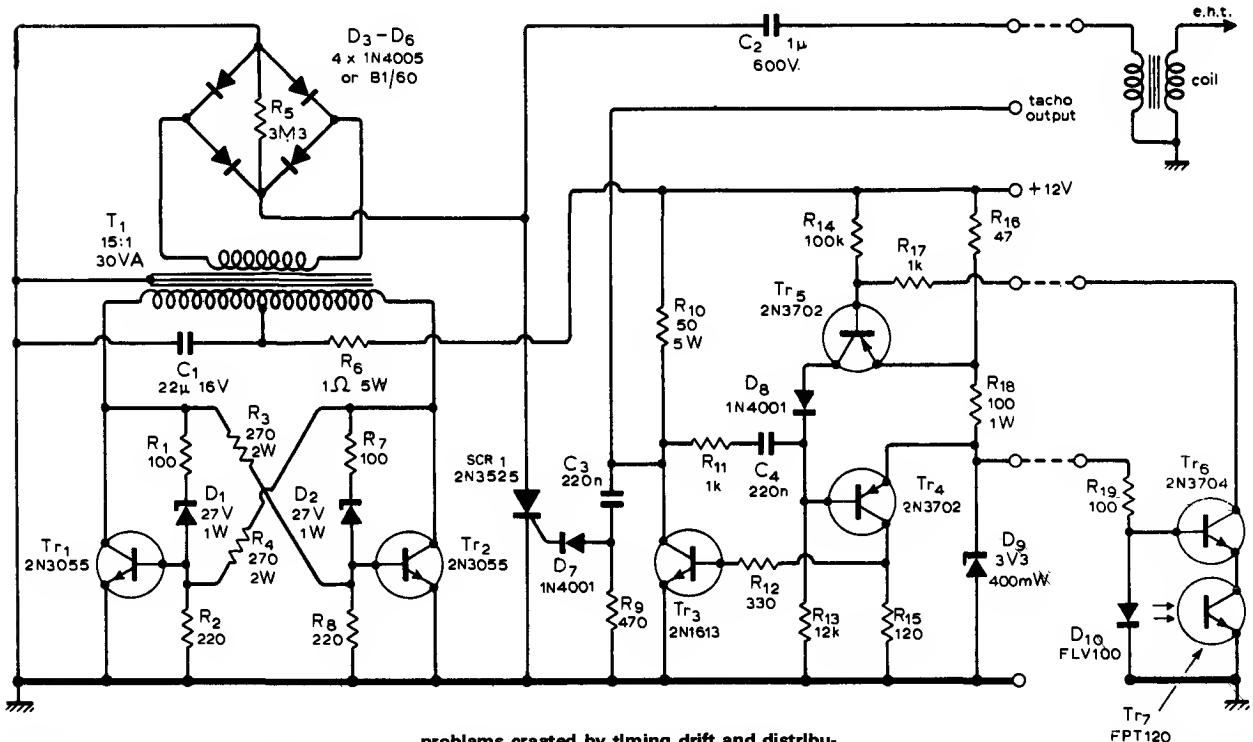 e.h.t.
D3-D6
4 x 1N4005
or B1/60
C2
1μ
600V.
coil
R5
3M3
tacho
output
+12V
T1
15:1
30VA
R14
100k
R16
47
R17
1k
Tr5
2N3702
R10
50
5W
C1
22μ 16V
R6
1Ω 5W
D8
1N4001
R18
100
1W
R3
270
2W
R1
100
R7
100
SCR1
2N3525
C3
220n
R11
1k
C4
220n
Tr4
2N3702
R19
100
Tr6
2N3704
D1
27V
1W
D2
27V
1W
R4
270
2W
Tr1
2N3055
Tr2
2N3055
D7
1N4001
D9
3V3
400mW
R2
220
R8
220
R9
470
Tr3
2N1613
R12
330
R13
12k
R15
120
D10
FLV100
Tr7
FPT120
problems created by timing drift and distribu-